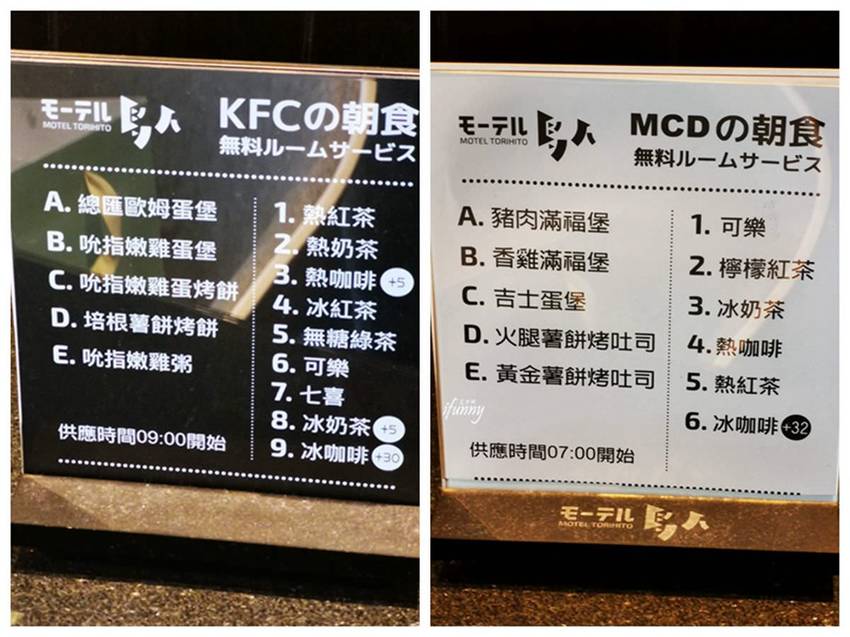 モーテル 鳥人
MOTEL TORIHITO
KFCの朝食
無料ルームサービス
A. 總匯歐姆蛋堡
B. 吮指嫩雞蛋堡
C. 吮指嫩雞蛋烤餅
D. 培根薯餅烤餅
E. 吮指嫩雞粥
供應時間09:00開始
1. 熱紅茶
2. 熱奶茶
3. 熱咖啡 +5
4. 冰紅茶
5. 無糖綠茶
6. 可樂
7. 七喜
8. 冰奶茶 +5
9. 冰咖啡 +30
モーテル 鳥人
MOTEL TORIHITO
MCDの朝食
無料ルームサービス
A. 豬肉滿福堡
B. 香雞滿福堡
C. 吉士蛋堡
D. 火腿薯餅烤吐司
E. 黃金薯餅烤吐司
供應時間07:00開始
1. 可樂
2. 檸檬紅茶
3. 冰奶茶
4. 熱咖啡
5. 熱紅茶
6. 冰咖啡 +32
ifunny
モーテル 鳥人
MOTEL TORIHITO